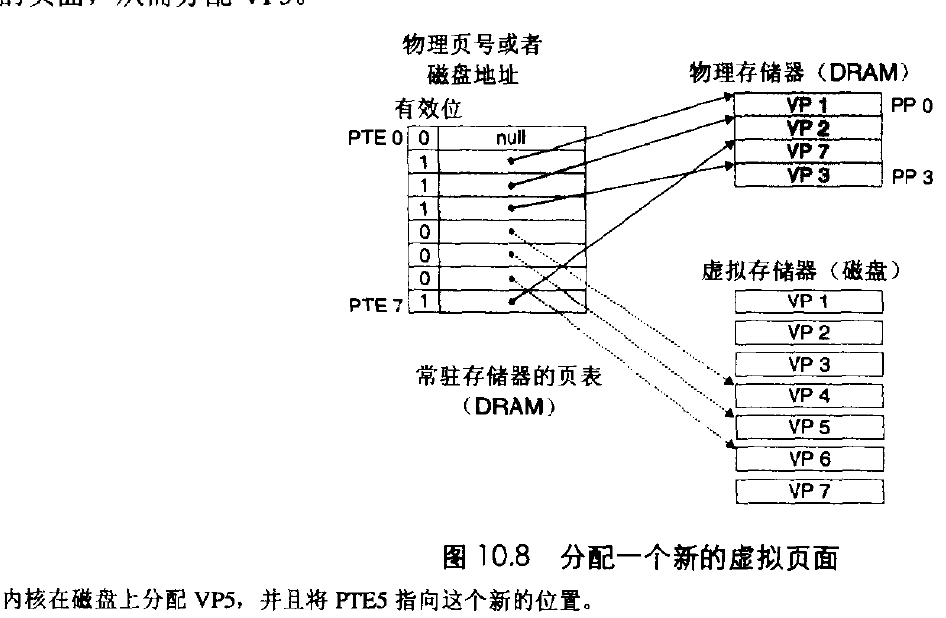 的页面，从而分配 VP5。
物理页号或者
磁盘地址
物理存储器（DRAM）
有效位
VP 1 PP 0
PTE 0 0 null
VP 2
1
VP 7
1
VP 3 PP 3
1
0
0
虚拟存储器（磁盘）
0
PTE 7 1
VP 1
VP 2
VP 3
常驻存储器的页表
（DRAM）
VP 4
VP 5
VP 6
VP 7
图 10.8 分配一个新的虚拟页面
内核在磁盘上分配 VP5，并且将 PTE5 指向这个新的位置。